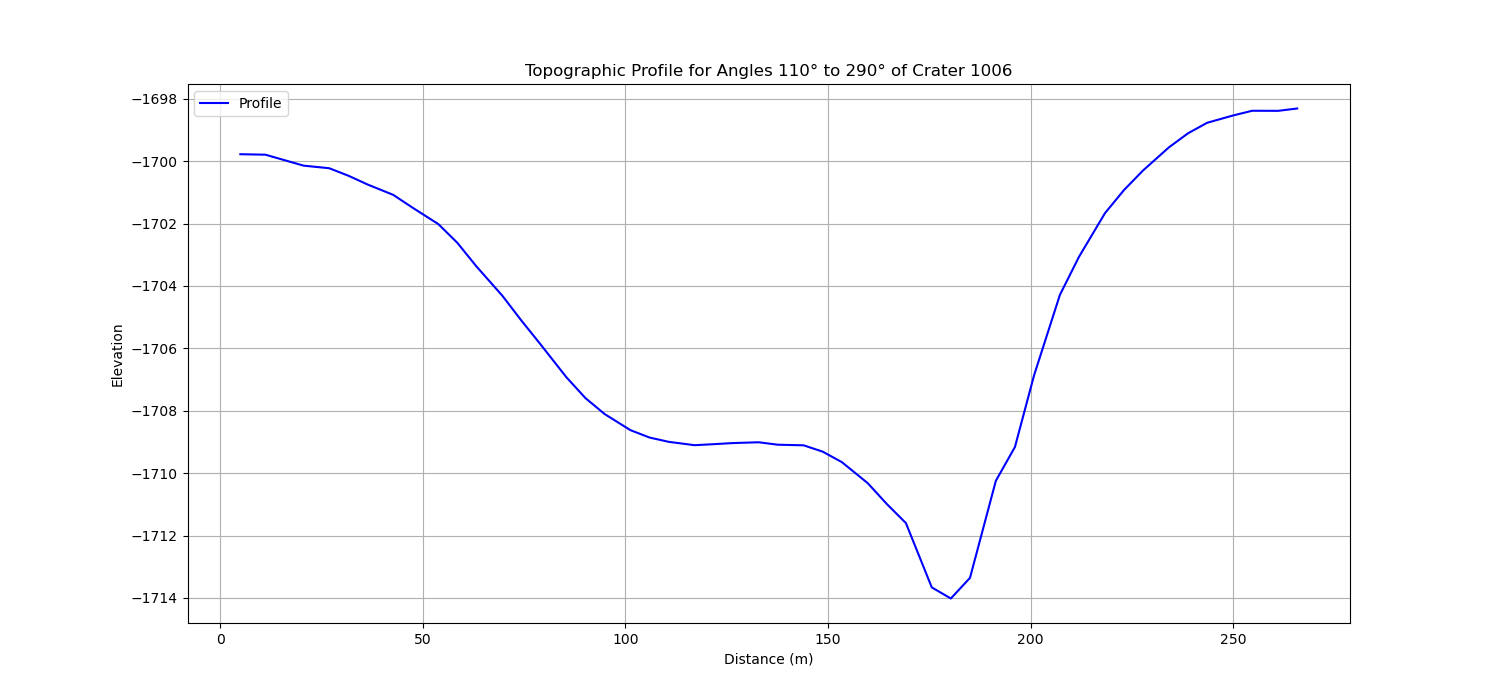 Topographic Profile for Angles 110° to 290° of Crater 1006
Profile
−1698
−1700
−1702
−1704
−1706
−1708
−1710
−1712
−1714
Elevation
0 50 100 150 200 250
Distance (m)